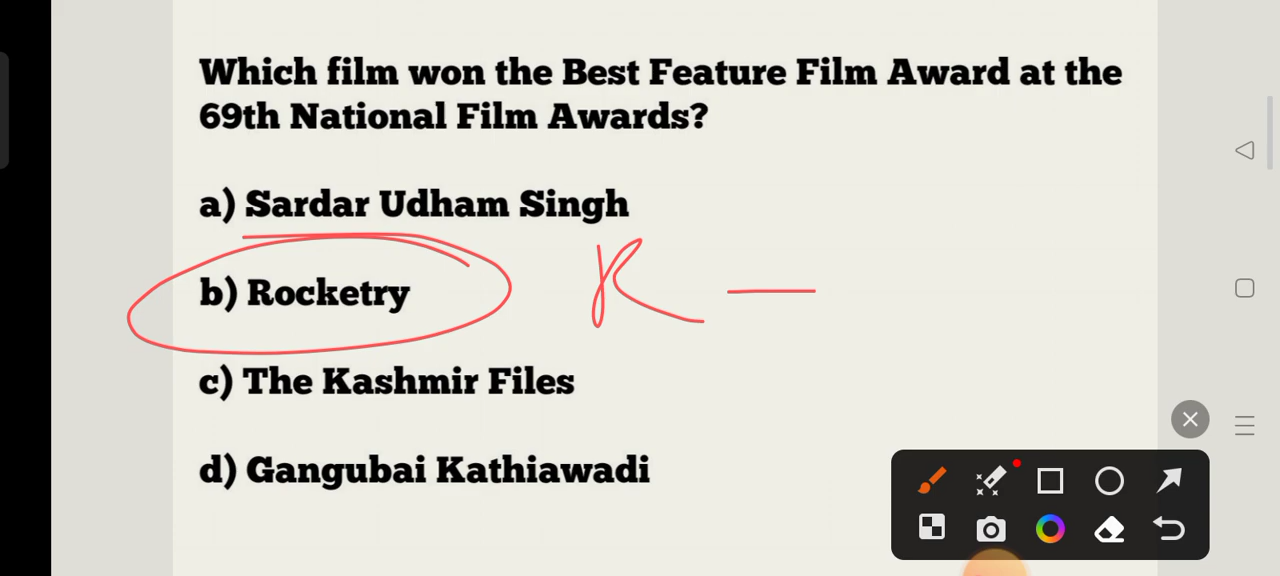 Which film won the Best Feature Film Award at the
69th National Film Awards?
a) Sardar Udham Singh
b) Rocketry
R —
c) The Kashmir Files
d) Gangubai Kathiawadi